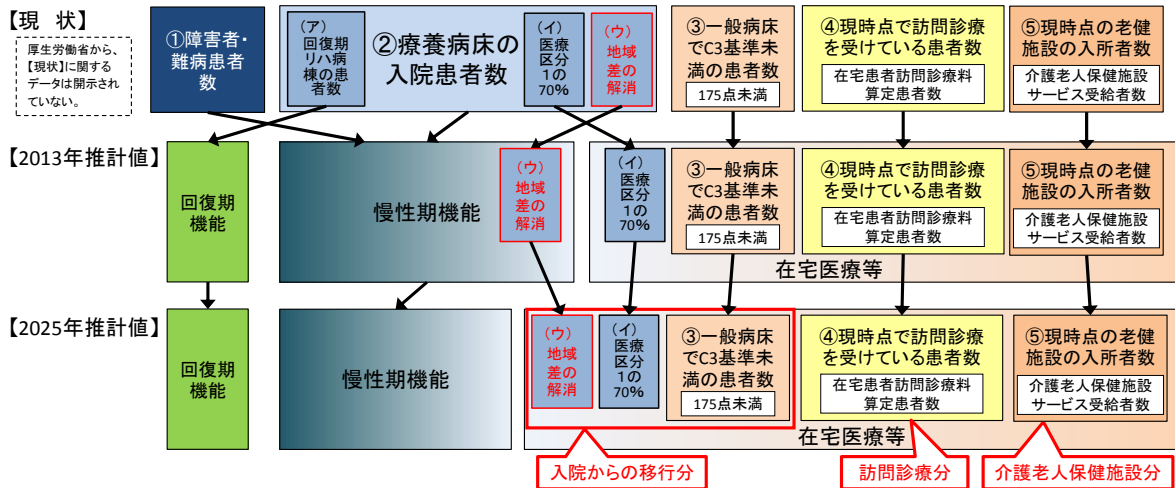 【現 状】
厚生労働省から、
【現状】に関する
データは開示され
ていない。
①障害者・
難病患者
数
(ア)
回復期
リハ病
棟の患
者数
②療養病床の
入院患者数
(イ)
医療
区分
1の
70%
(ウ)
地域
差の
解消
③一般病床
でC3基準未
満の患者数
175点未満
④現時点で訪問診療
を受けている患者数
在宅患者訪問診療料
算定患者数
⑤現時点の老健
施設の入所者数
介護老人保健施設
サービス受給者数
【2013年推計値】
回復期
機能
慢性期機能
(ウ)
地域
差の
解消
(イ)
医療
区分
1の
70%
③一般病床
でC3基準未
満の患者数
175点未満
④現時点で訪問診療
を受けている患者数
在宅患者訪問診療料
算定患者数
⑤現時点の老健
施設の入所者数
介護老人保健施設
サービス受給者数
在宅医療等
【2025年推計値】
回復期
機能
慢性期機能
(ウ)
地域
差の
解消
(イ)
医療
区分
1の
70%
③一般病床
でC3基準未
満の患者数
175点未満
④現時点で訪問診療
を受けている患者数
在宅患者訪問診療料
算定患者数
⑤現時点の老健
施設の入所者数
介護老人保健施設
サービス受給者数
在宅医療等
入院からの移行分
訪問診療分
介護老人保健施設分